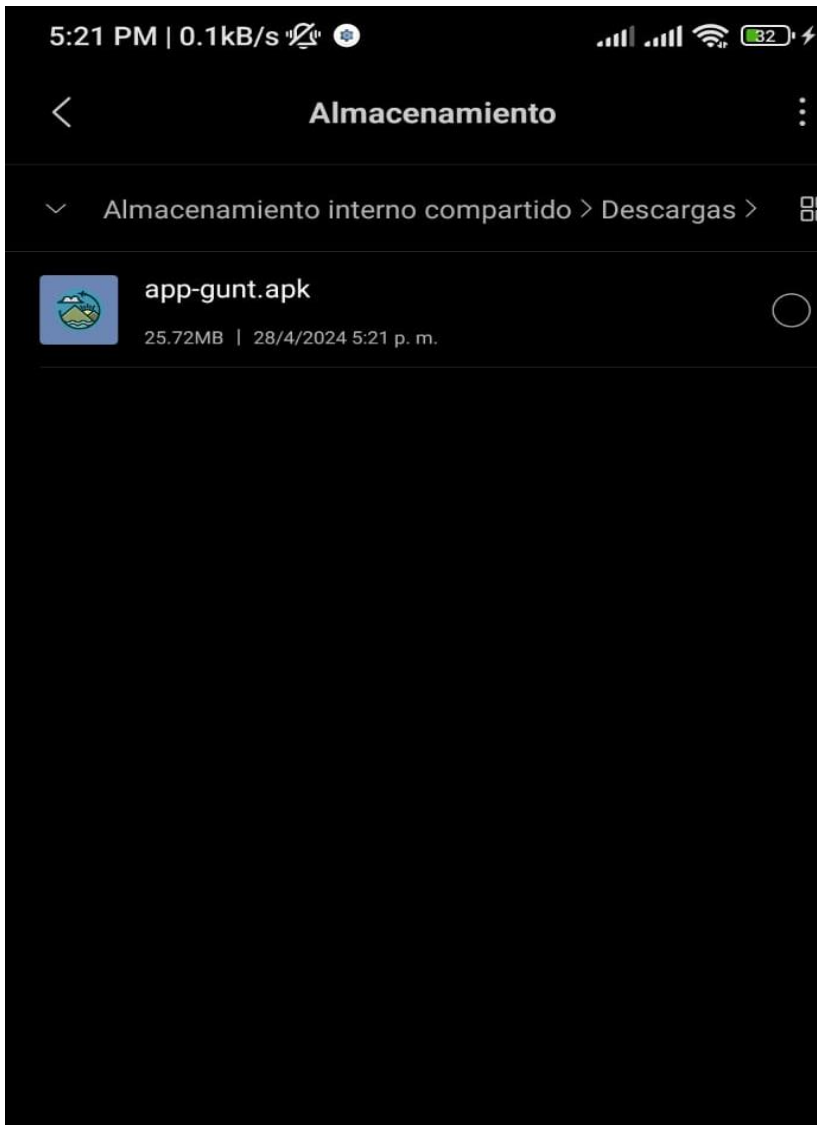 5:21 PM | 0.1kB/s
32
Almacenamiento
Almacenamiento interno compartido > Descargas >
app-gunt.apk
25.72MB | 28/4/2024 5:21 p. m.